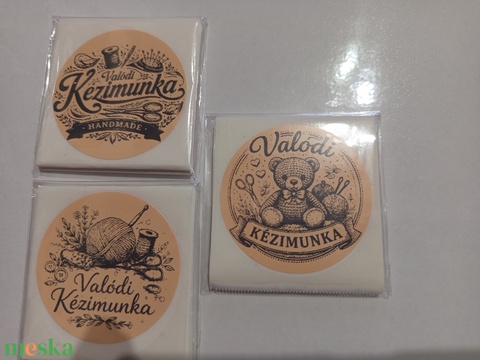 Valódi
Kézimunka
HANDMADE
Valódi
KÉZIMUNKA
Valódi
Kézimunka
meska